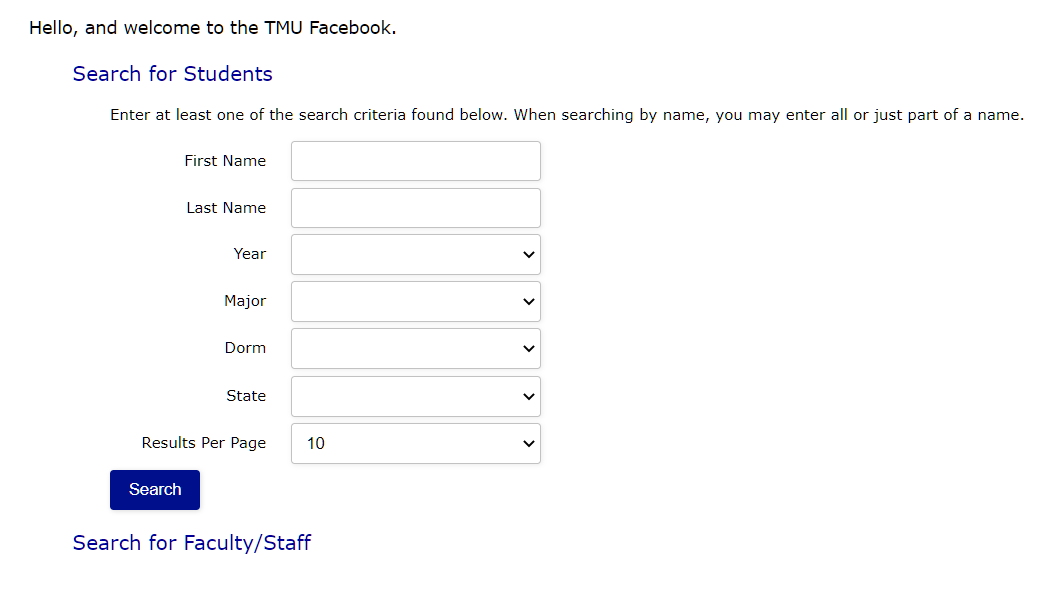 Hello, and welcome to the TMU Facebook.
Search for Students
Enter at least one of the search criteria found below. When searching by name, you may enter all or just part of a name.
First Name
Last Name
Year
Major
Dorm
State
Results Per Page 10
Search
Search for Faculty/Staff